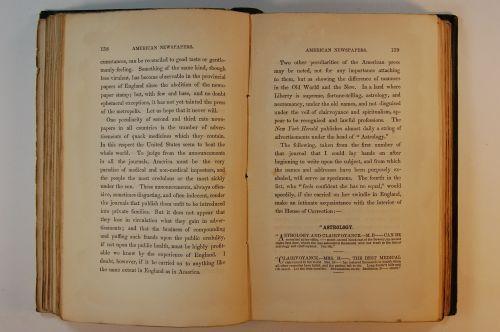 158
AMERICAN NEWSPAPERS.
cumstances, can be reconciled to good taste or gentle-
manly feeling. Something of the same kind, though
less virulent, has become observable in the provincial
papers of England since the abolition of the news-
paper stamp; but, with few and base, and no doubt
ephemeral exceptions, it has not yet tainted the press
of the metropolis. Let us hope that it never will.
One peculiarity of second and third rate news-
papers in all countries is the number of adver-
tisements of quack medicines which they contain.
In this respect the United States seem to beat the
whole world. To judge from the announcements
in all the journals, America must be the very
paradise of medical and non-medical impostors, and
the people the most credulous or the most sickly
under the sun. These announcements, always offen-
sive, sometimes disgusting, and often indecent, render
the journals that publish them unfit to be introduced
into private families. But it does not appear that
they lose in circulation what they gain in adver-
tisements; and that the business of compounding
and puffing such frauds upon the public credulity,
if not upon the public health, must be highly profit-
able we know by the experience of England. I
doubt, however, if it be carried on to anything like
the same extent in England as in America.
AMERICAN NEWSPAPERS.
159
Two other peculiarities of the American press
may be noted, not for any importance attaching
to them, but as showing the difference of manners
in the Old World and the New. In a land where
Liberty is supreme, fortune-telling, astrology, and
necromancy, under the old names, and not disguised
under the veil of clairvoyance and spiritualism, ap-
pear to be recognised and lawful professions. The
New York Herald publishes almost daily a string of
advertisements under the head of "Astrology."
The following, taken from the first number of
that journal that I could lay hands on after
beginning to write upon the subject, and from which
the names and addresses have been purposely ex-
cluded, will serve as specimens. The fourth in the
list, who "feels confident she has no equal," would
speedily, if she carried on her trickery in England,
make an intimate acquaintance with the interior of
the House of Correction:—
"ASTROLOGY.
"ASTROLOGY AND CLAIRVOYANCE.—M. D— CAN BE
"CLAIRVOYANCE.—MRS. H—, THE BEST MEDICAL